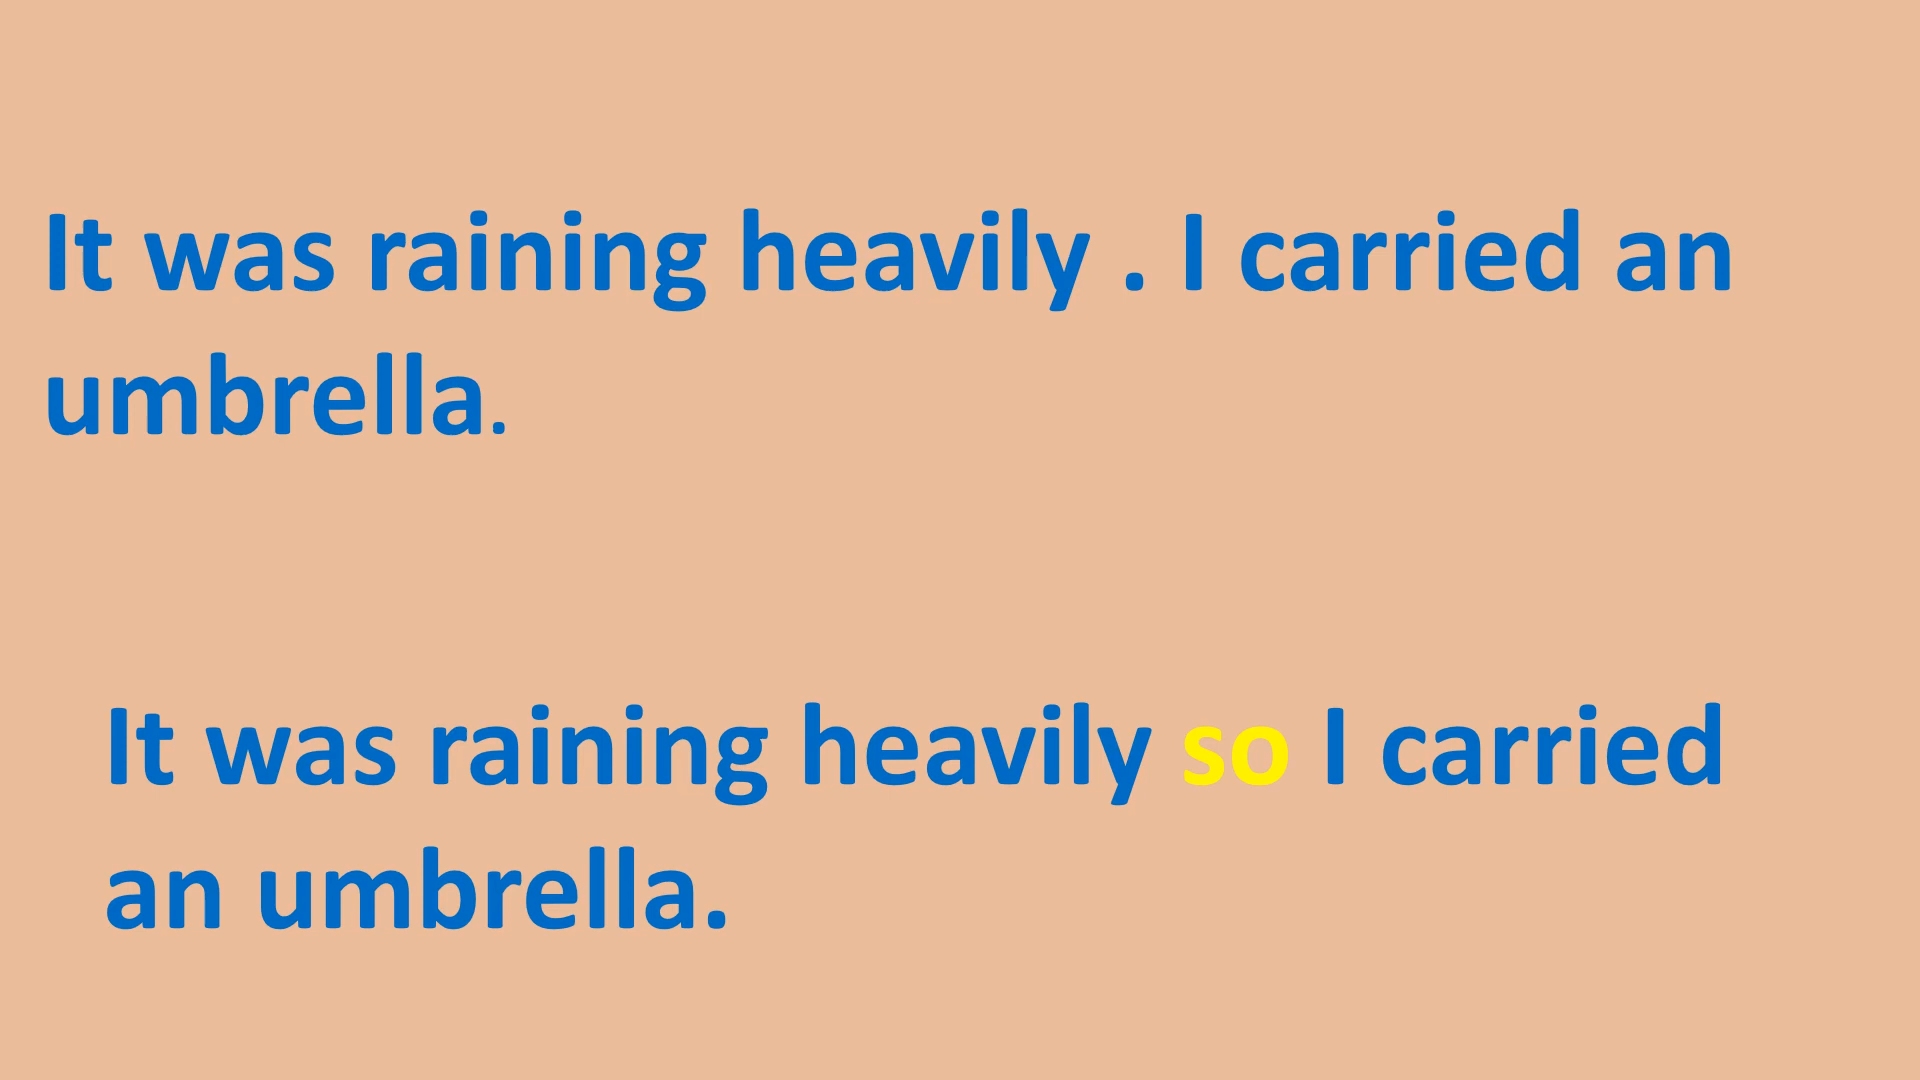 It was raining heavily . I carried an
umbrella.
It was raining heavily so I carried
an umbrella.